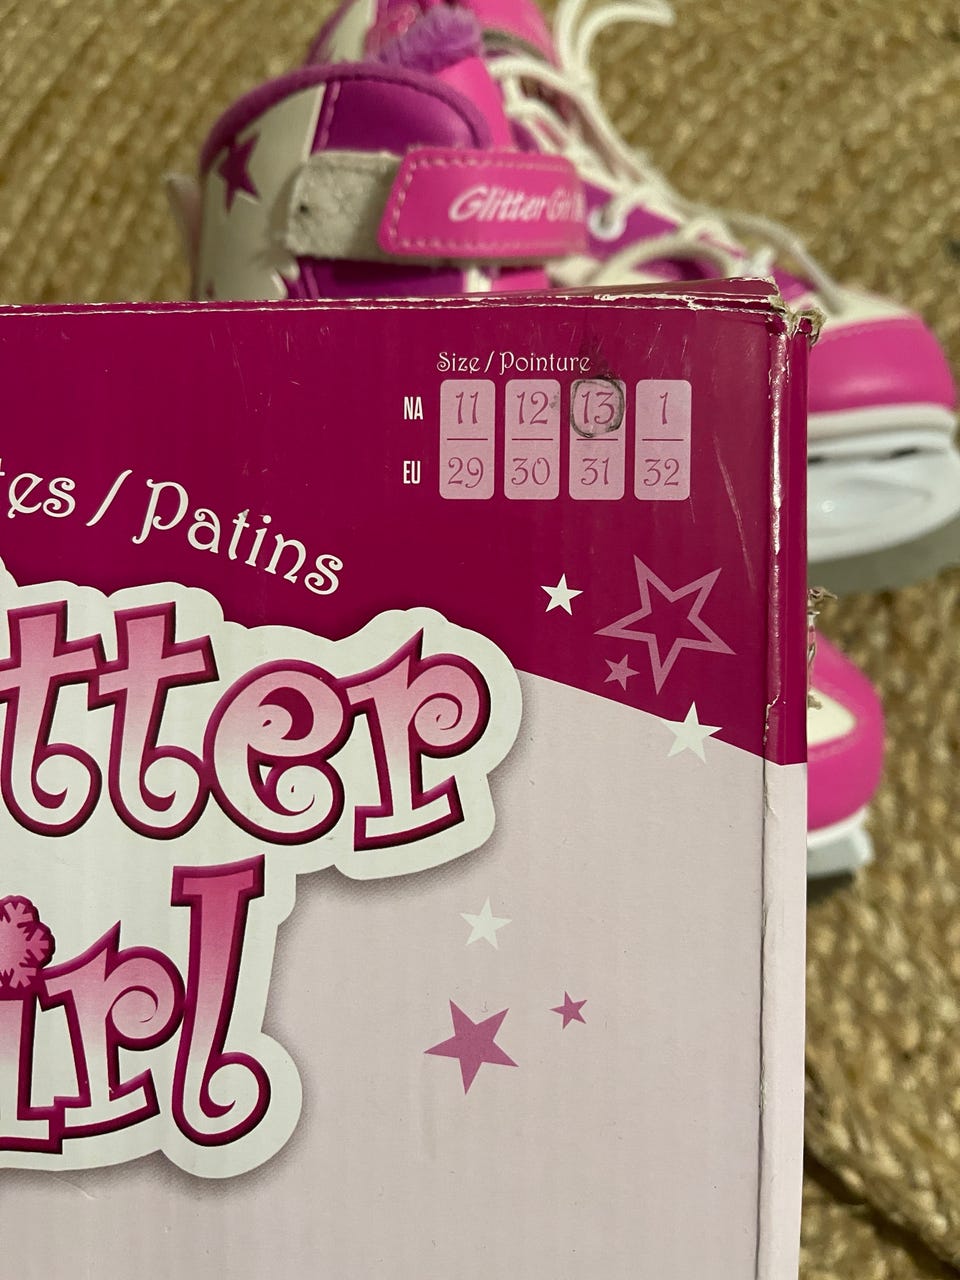 Glitter Girl
Size / Pointure
NA 11 12 13 1
EU 29 30 31 32
tes / Patins
tter
irl